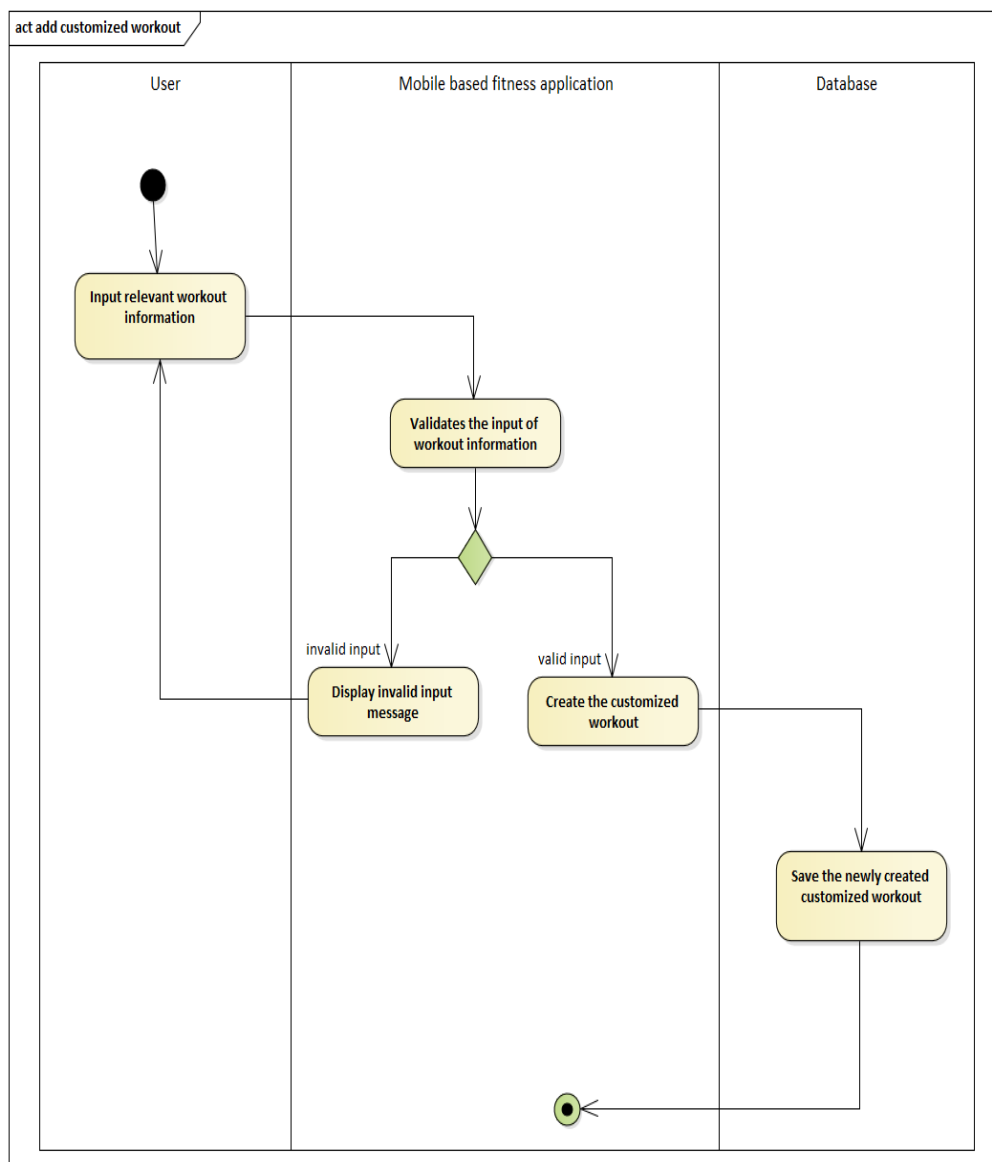 act add customized workout
User
Mobile based fitness application
Database
Input relevant workout
information
Validates the input of
workout information
invalid input
valid input
Display invalid input
message
Create the customized
workout
Save the newly created
customized workout